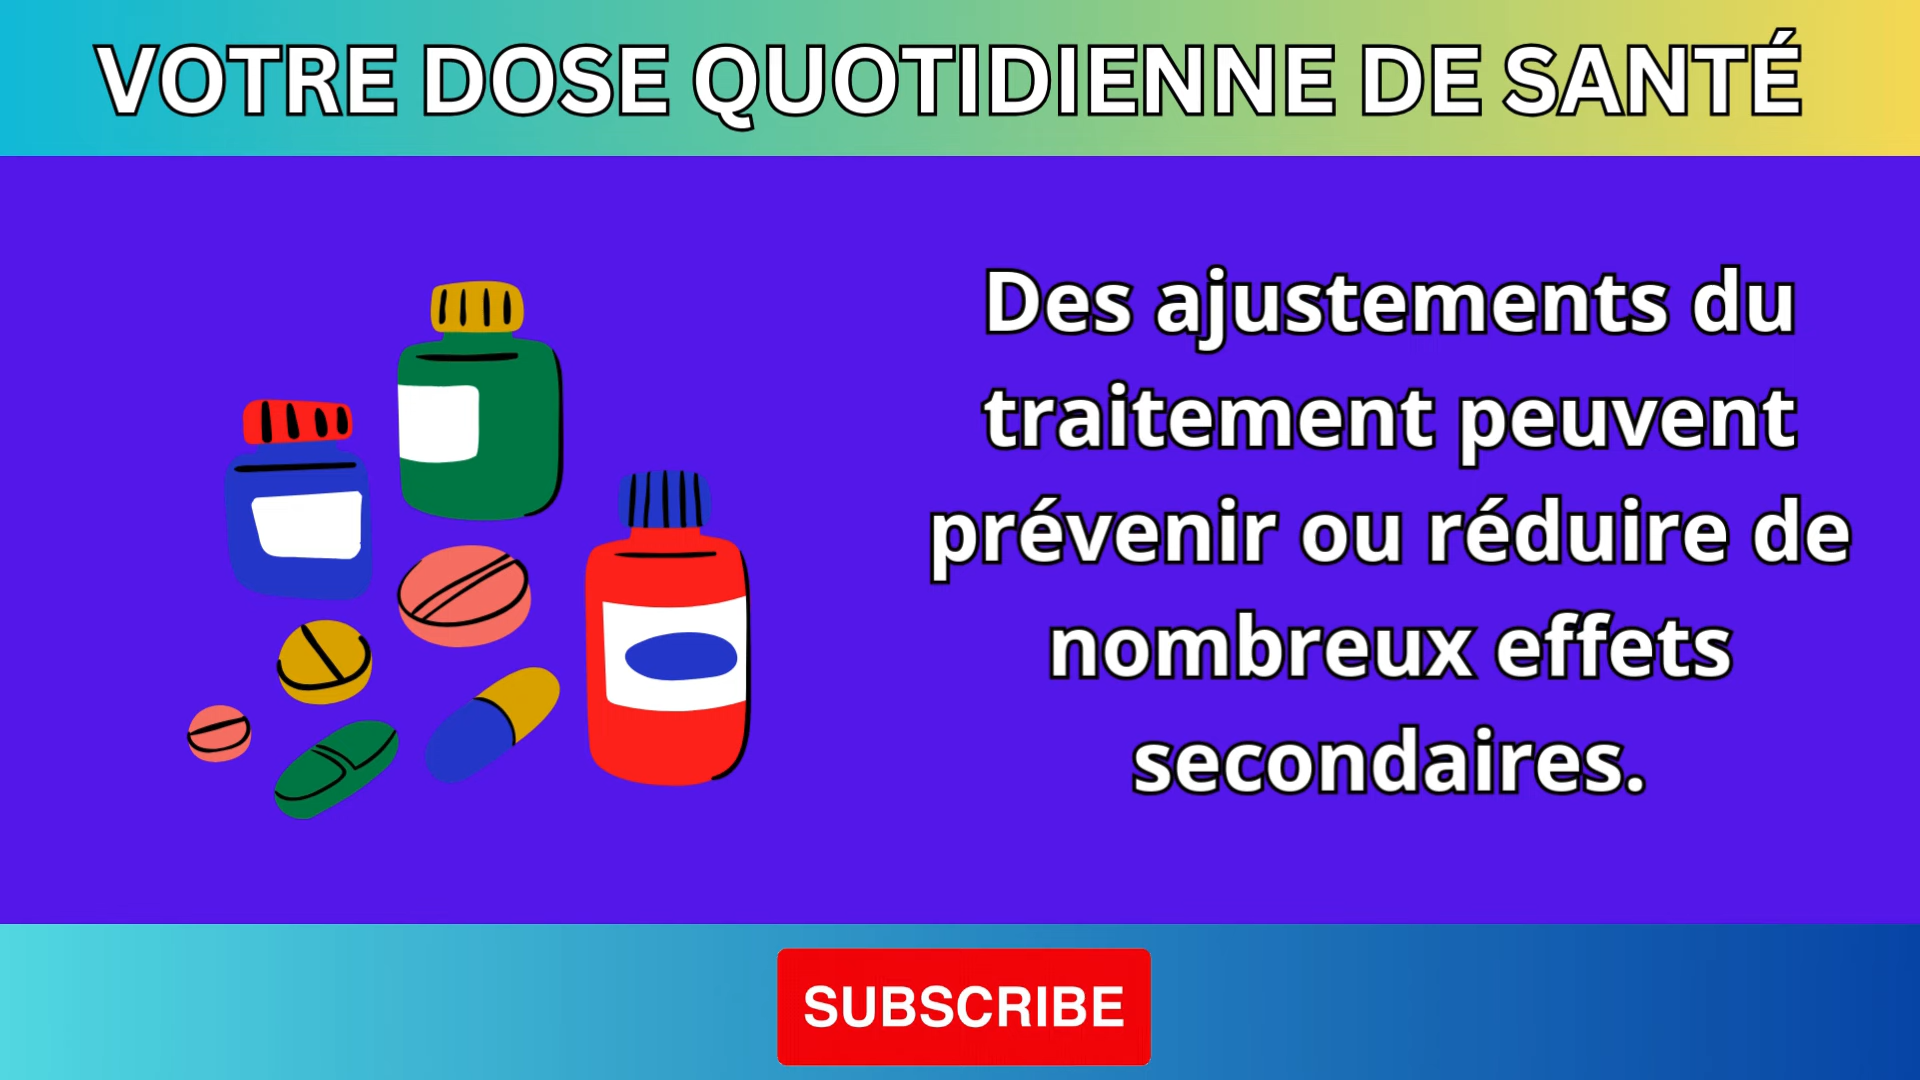 VOTRE DOSE QUOTIDIENNE DE SANTÉ
Des ajustements du
traitement peuvent
prévenir ou réduire de
nombreux effets
secondaires.
SUBSCRIBE